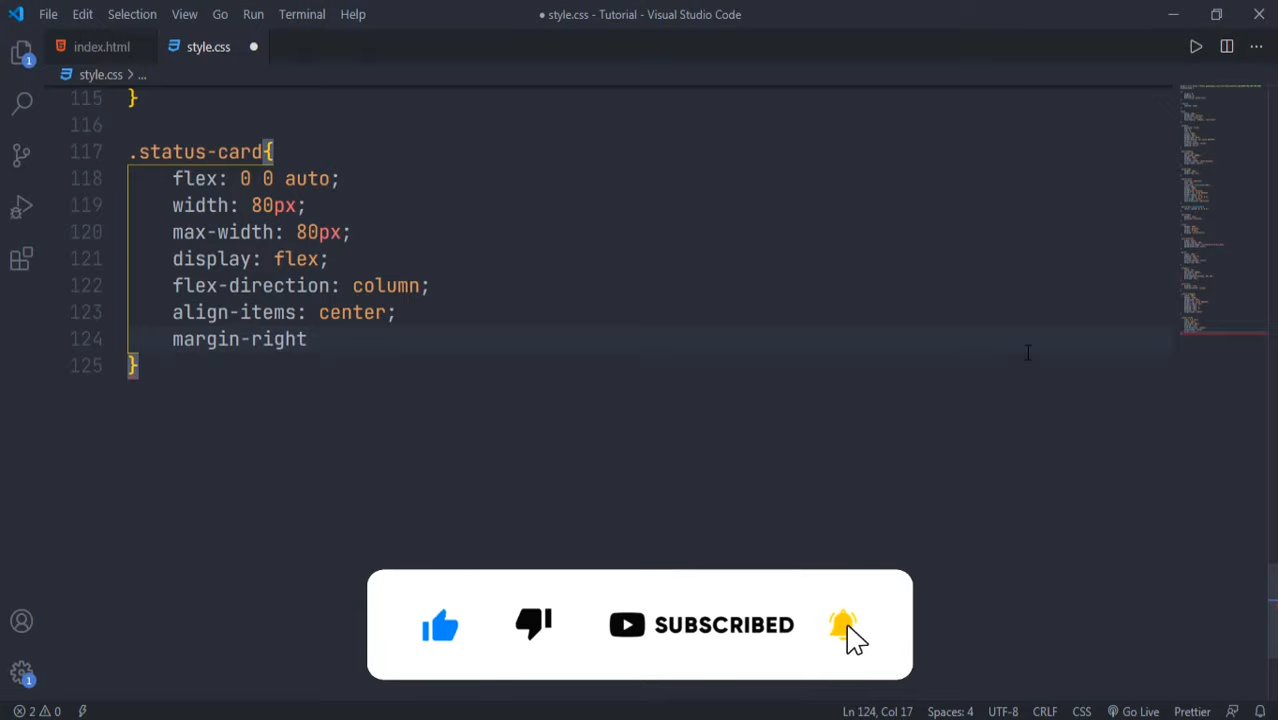 File Edit Selection View Go Run Terminal Help ● style.css - Tutorial - Visual Studio Code
index.html style.css ●
style.css > ...
115 }
116
117 .status-card{
118     flex: 0 0 auto;
119     width: 80px;
120     max-width: 80px;
121     display: flex;
122     flex-direction: column;
123     align-items: center;
124     margin-right
125 }
1
SUBSCRIBED
1
2 0 Ln 124, Col 17 Spaces: 4 UTF-8 CRLF CSS Go Live Prettier